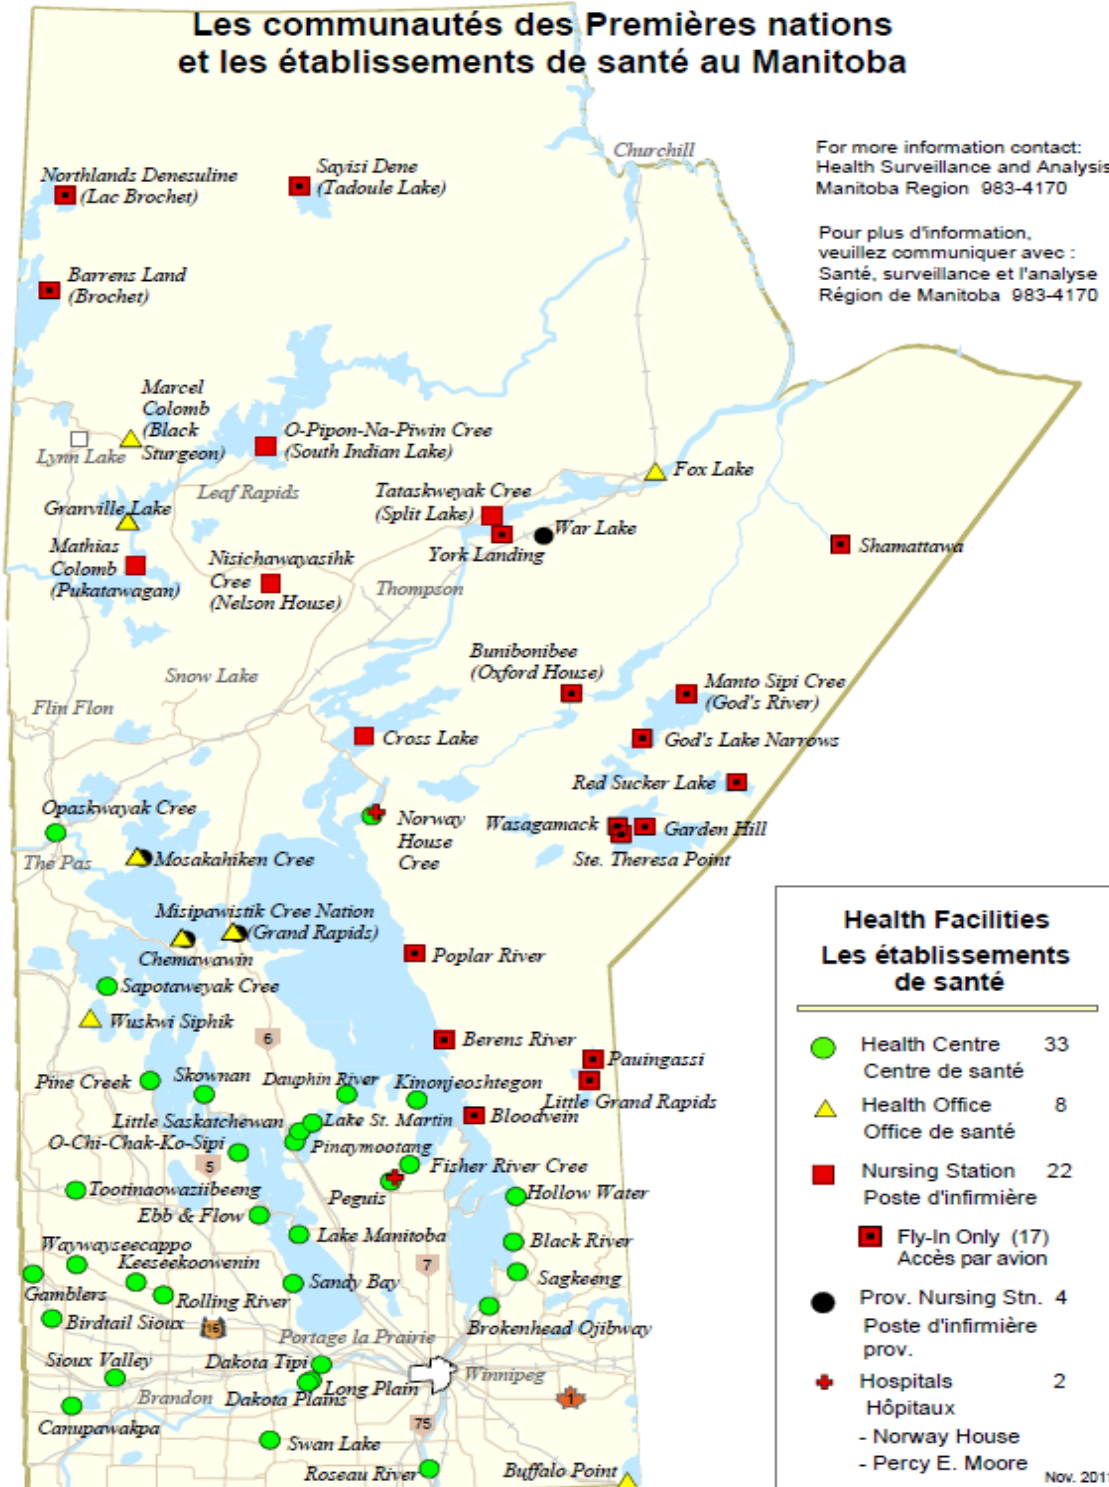 Les communautés des Premières nations
et les établissements de santé au Manitoba
For more information contact:
Health Surveillance and Analysis
Manitoba Region 983-4170
Pour plus d'information,
veuillez communiquer avec :
Santé, surveillance et l'analyse
Région de Manitoba 983-4170
Churchill
Northlands Denesuline
(Lac Brochet)
Sayisi Dene
(Tadoule Lake)
Barrens Land
(Brochet)
Marcel
Colomb
(Black
Sturgeon)
Lynn Lake
O-Pipon-Na-Piwin Cree
(South Indian Lake)
Leaf Rapids
Fox Lake
Granville Lake
Tataskweyak Cree
(Split Lake)
War Lake
York Landing
Shamattawa
Mathias
Colomb
(Pukatawagan)
Nisichawayasihk
Cree
(Nelson House)
Thompson
Bunibonibee
(Oxford House)
Snow Lake
Manto Sipi Cree
(God's River)
Flin Flon
Cross Lake
God's Lake Narrows
Red Sucker Lake
Opaskwayak Cree
Norway
House
Cree
Wasagamack
Garden Hill
Ste. Theresa Point
The Pas
Mosakahiken Cree
Misipawistik Cree Nation
(Grand Rapids)
Chemawawin
Poplar River
Sapotaweyak Cree
Wuskwi Siphik
6
Berens River
Pauingassi
Pine Creek
Skownan
Dauphin River
Kinonjeoshtegon
Little Grand Rapids
Little Saskatchewan
Lake St. Martin
Bloodvein
O-Chi-Chak-Ko-Sipi
Pinaymootang
5
Fisher River Cree
Tootinaowaziibeeng
Peguis
Hollow Water
Ebb & Flow
Lake Manitoba
Black River
Waywayseecappo
Keeseekoowenin
7
Sagkeeng
Gamblers
Rolling River
Sandy Bay
Birdtail Sioux
16
Portage la Prairie
Brokenhead Ojibway
Sioux Valley
Dakota Tipi
Winnipeg
Brandon
Dakota Plains
Long Plain
1
Canupawakpa
75
Swan Lake
Roseau River
Buffalo Point
Health Facilities
Les établissements
de santé
Health Centre 33
Centre de santé
Health Office 8
Office de santé
Nursing Station 22
Poste d'infirmière
Fly-In Only (17)
Accès par avion
Prov. Nursing Stn. 4
Poste d'infirmière
prov.
Hospitals 2
Hôpitaux
- Norway House
- Percy E. Moore
Nov. 2011